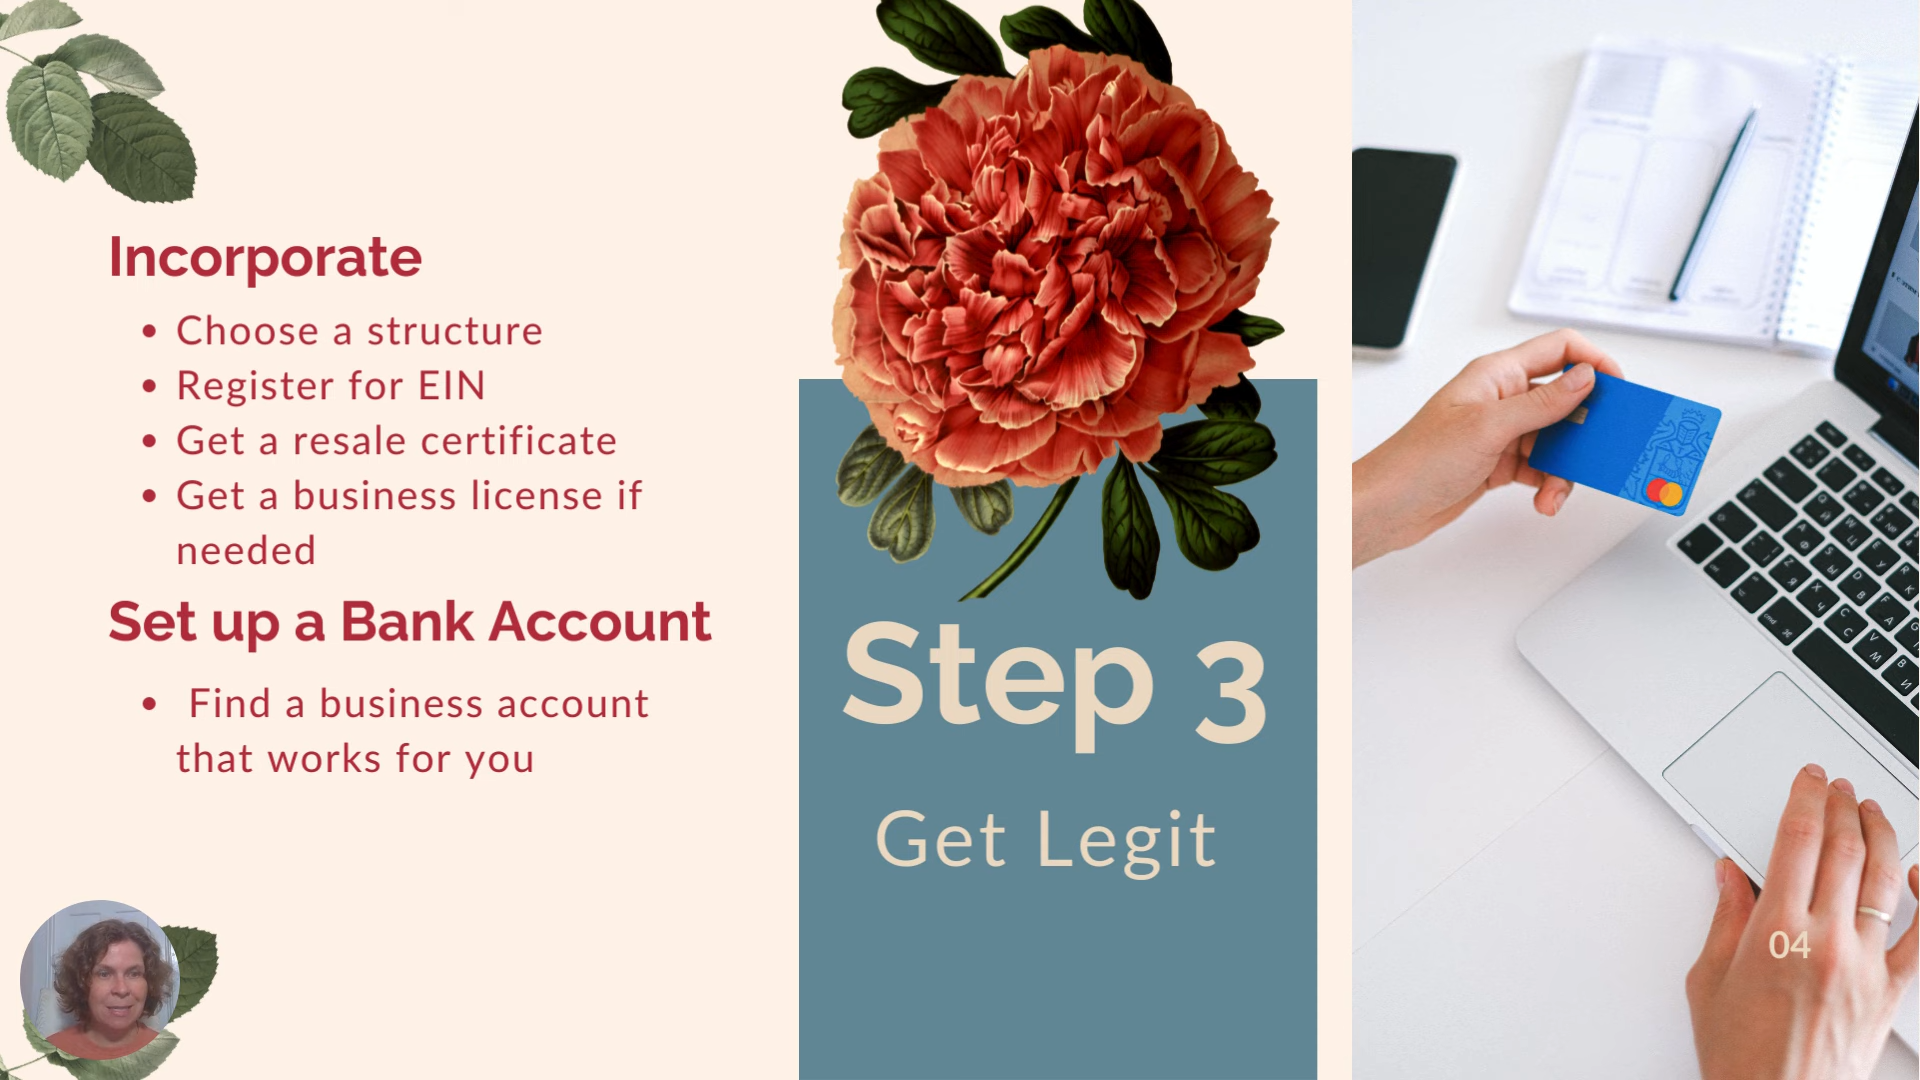 Incorporate
• Choose a structure
• Register for EIN
• Get a resale certificate
• Get a business license if
needed
Set up a Bank Account
• Find a business account
that works for you
Step 3
Get Legit
04